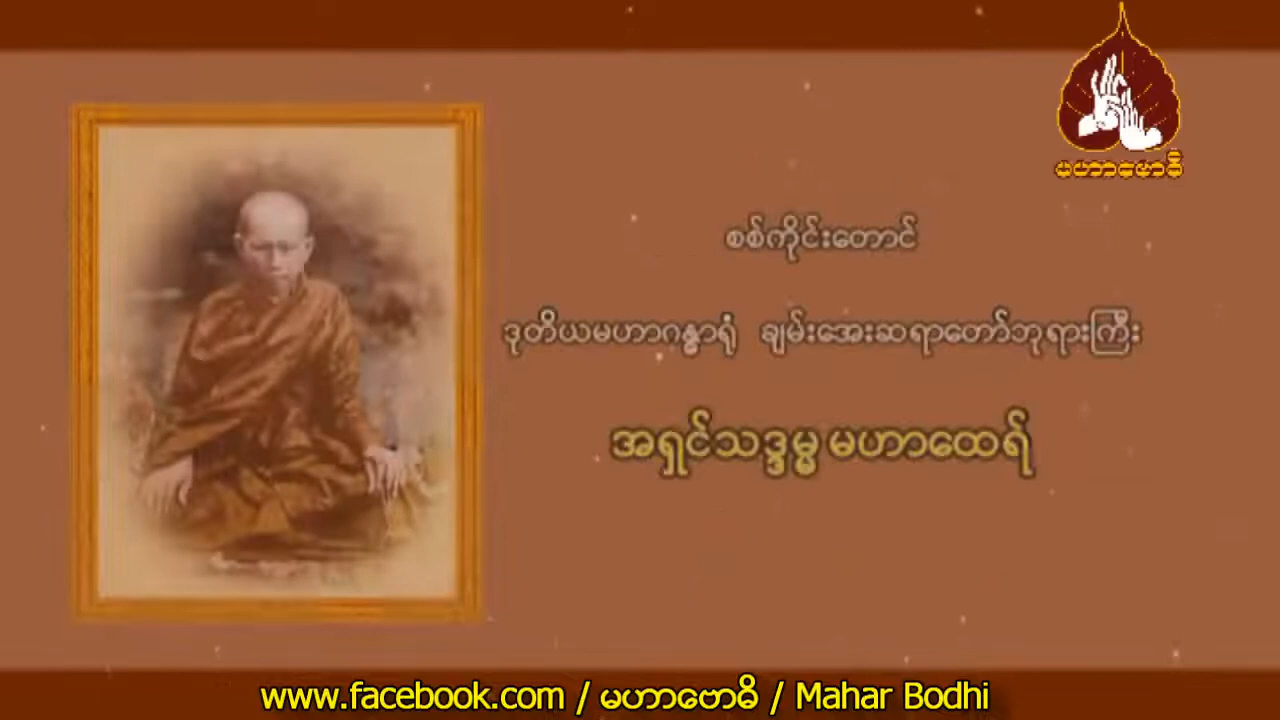 မဟာဗောဓိ
စစ်ကိုင်းတောင်
ဒုတိယမဟာဂန္ဓာရုံ ချမ်းအေးဆရာတော်ဘုရားကြီး
အရှင်သဒ္ဓမ္မ မဟာထေရ်
www.facebook.com / မဟာဗောဓိ / Mahar Bodhi